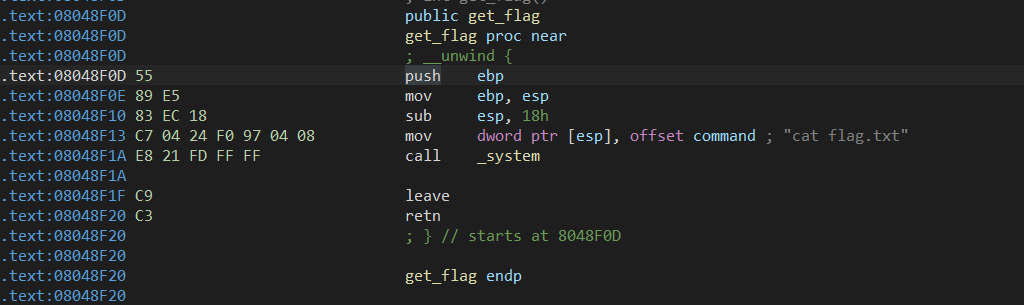 .text:08048F0D public get_flag
.text:08048F0D get_flag proc near
.text:08048F0D ; __unwind {
.text:08048F0D 55 push ebp
.text:08048F0E 89 E5 mov ebp, esp
.text:08048F10 83 EC 18 sub esp, 18h
.text:08048F13 C7 04 24 F0 97 04 08 mov dword ptr [esp], offset command ; "cat flag.txt"
.text:08048F1A E8 21 FD FF FF call _system
.text:08048F1A
.text:08048F1F C9 leave
.text:08048F20 C3 retn
.text:08048F20 ; } // starts at 8048F0D
.text:08048F20
.text:08048F20 get_flag endp
.text:08048F20